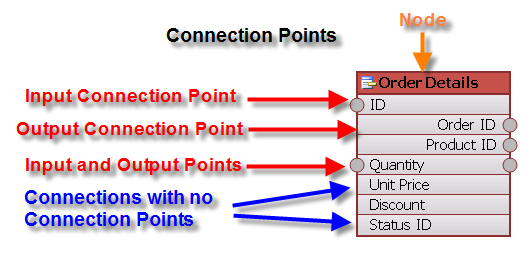 Node
Connection Points
Order Details
Input Connection Point
ID
Output Connection Point
Order ID
Product ID
Input and Output Points
Quantity
Connections with no
Connection Points
Unit Price
Discount
Status ID